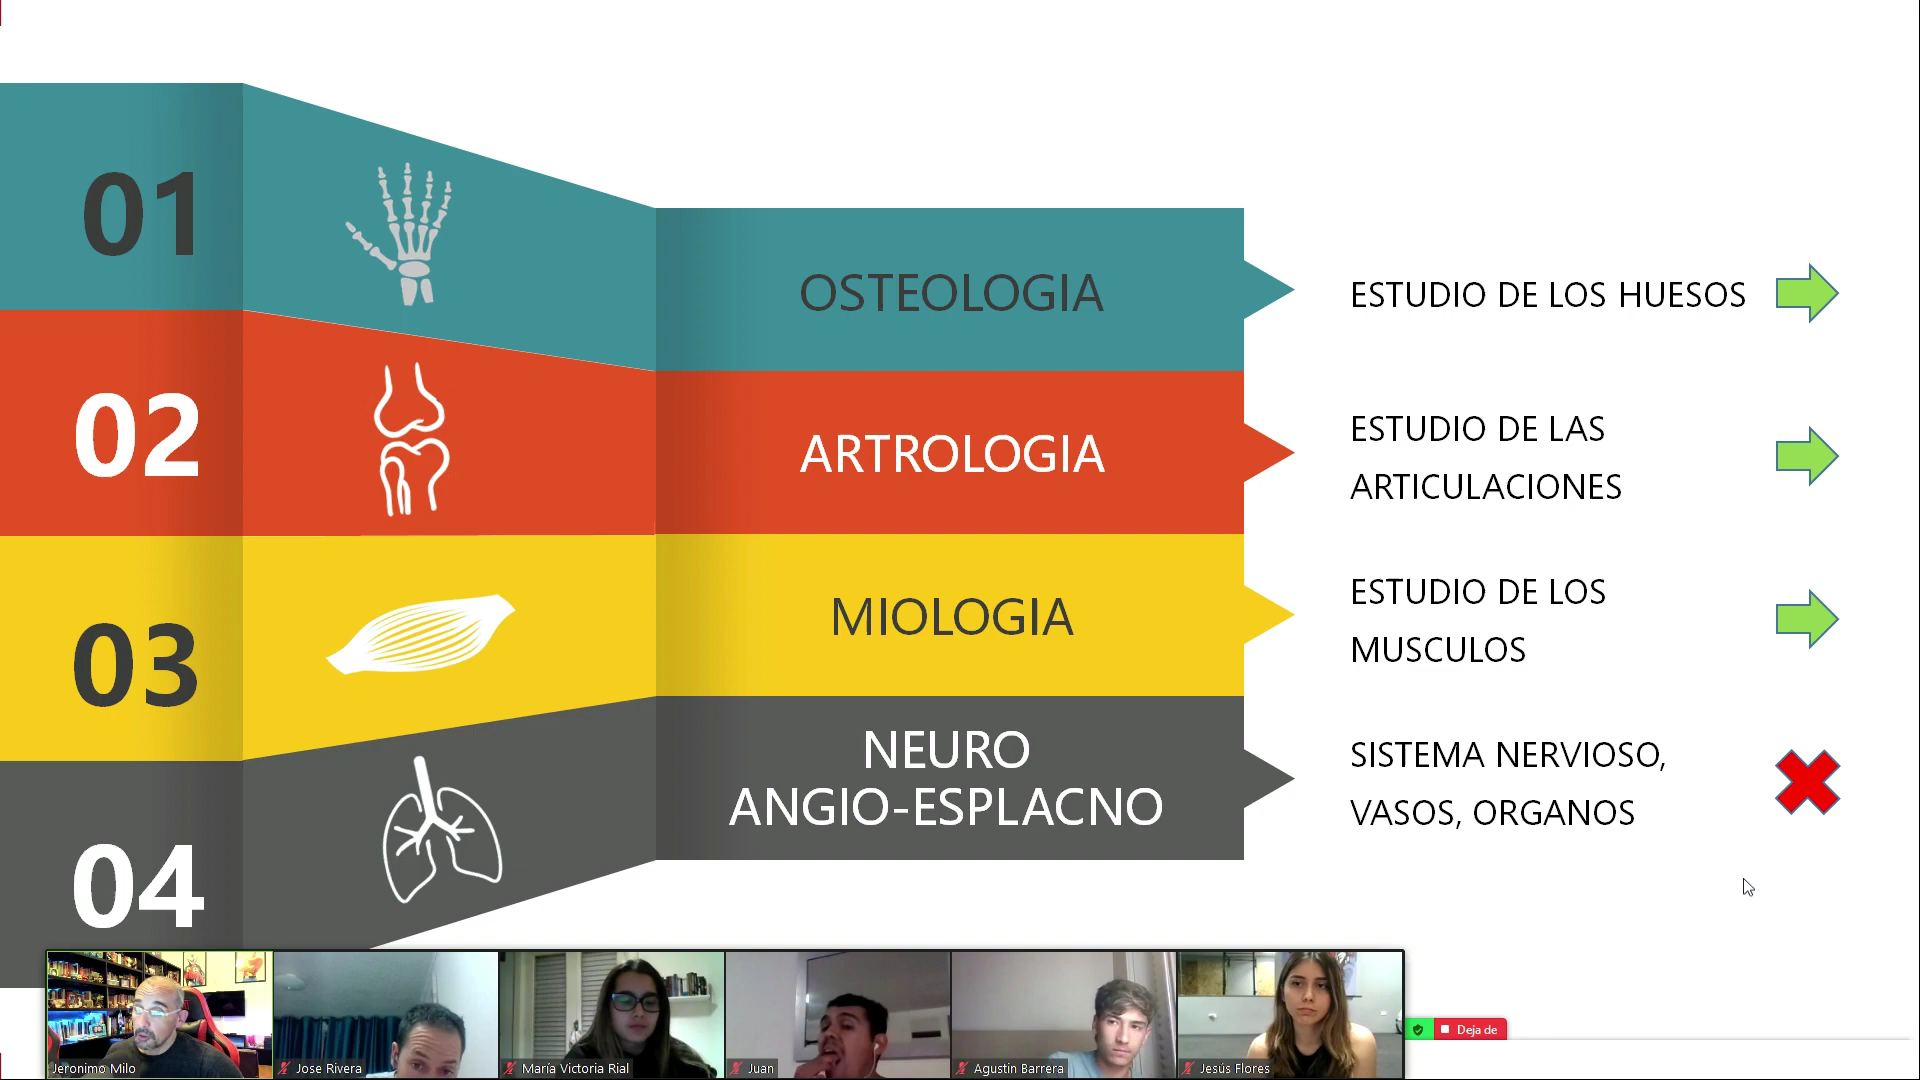 01
OSTEOLOGIA
ESTUDIO DE LOS HUESOS
02
ARTROLOGIA
ESTUDIO DE LAS
ARTICULACIONES
03
MIOLOGIA
ESTUDIO DE LOS
MUSCULOS
04
NEURO
ANGIO-ESPLACNO
SISTEMA NERVIOSO,
VASOS, ORGANOS
Jeronimo Milo
Jose Rivera
María Victoria Rial
Juan
Agustin Barrera
Jesús Flores
Deja de